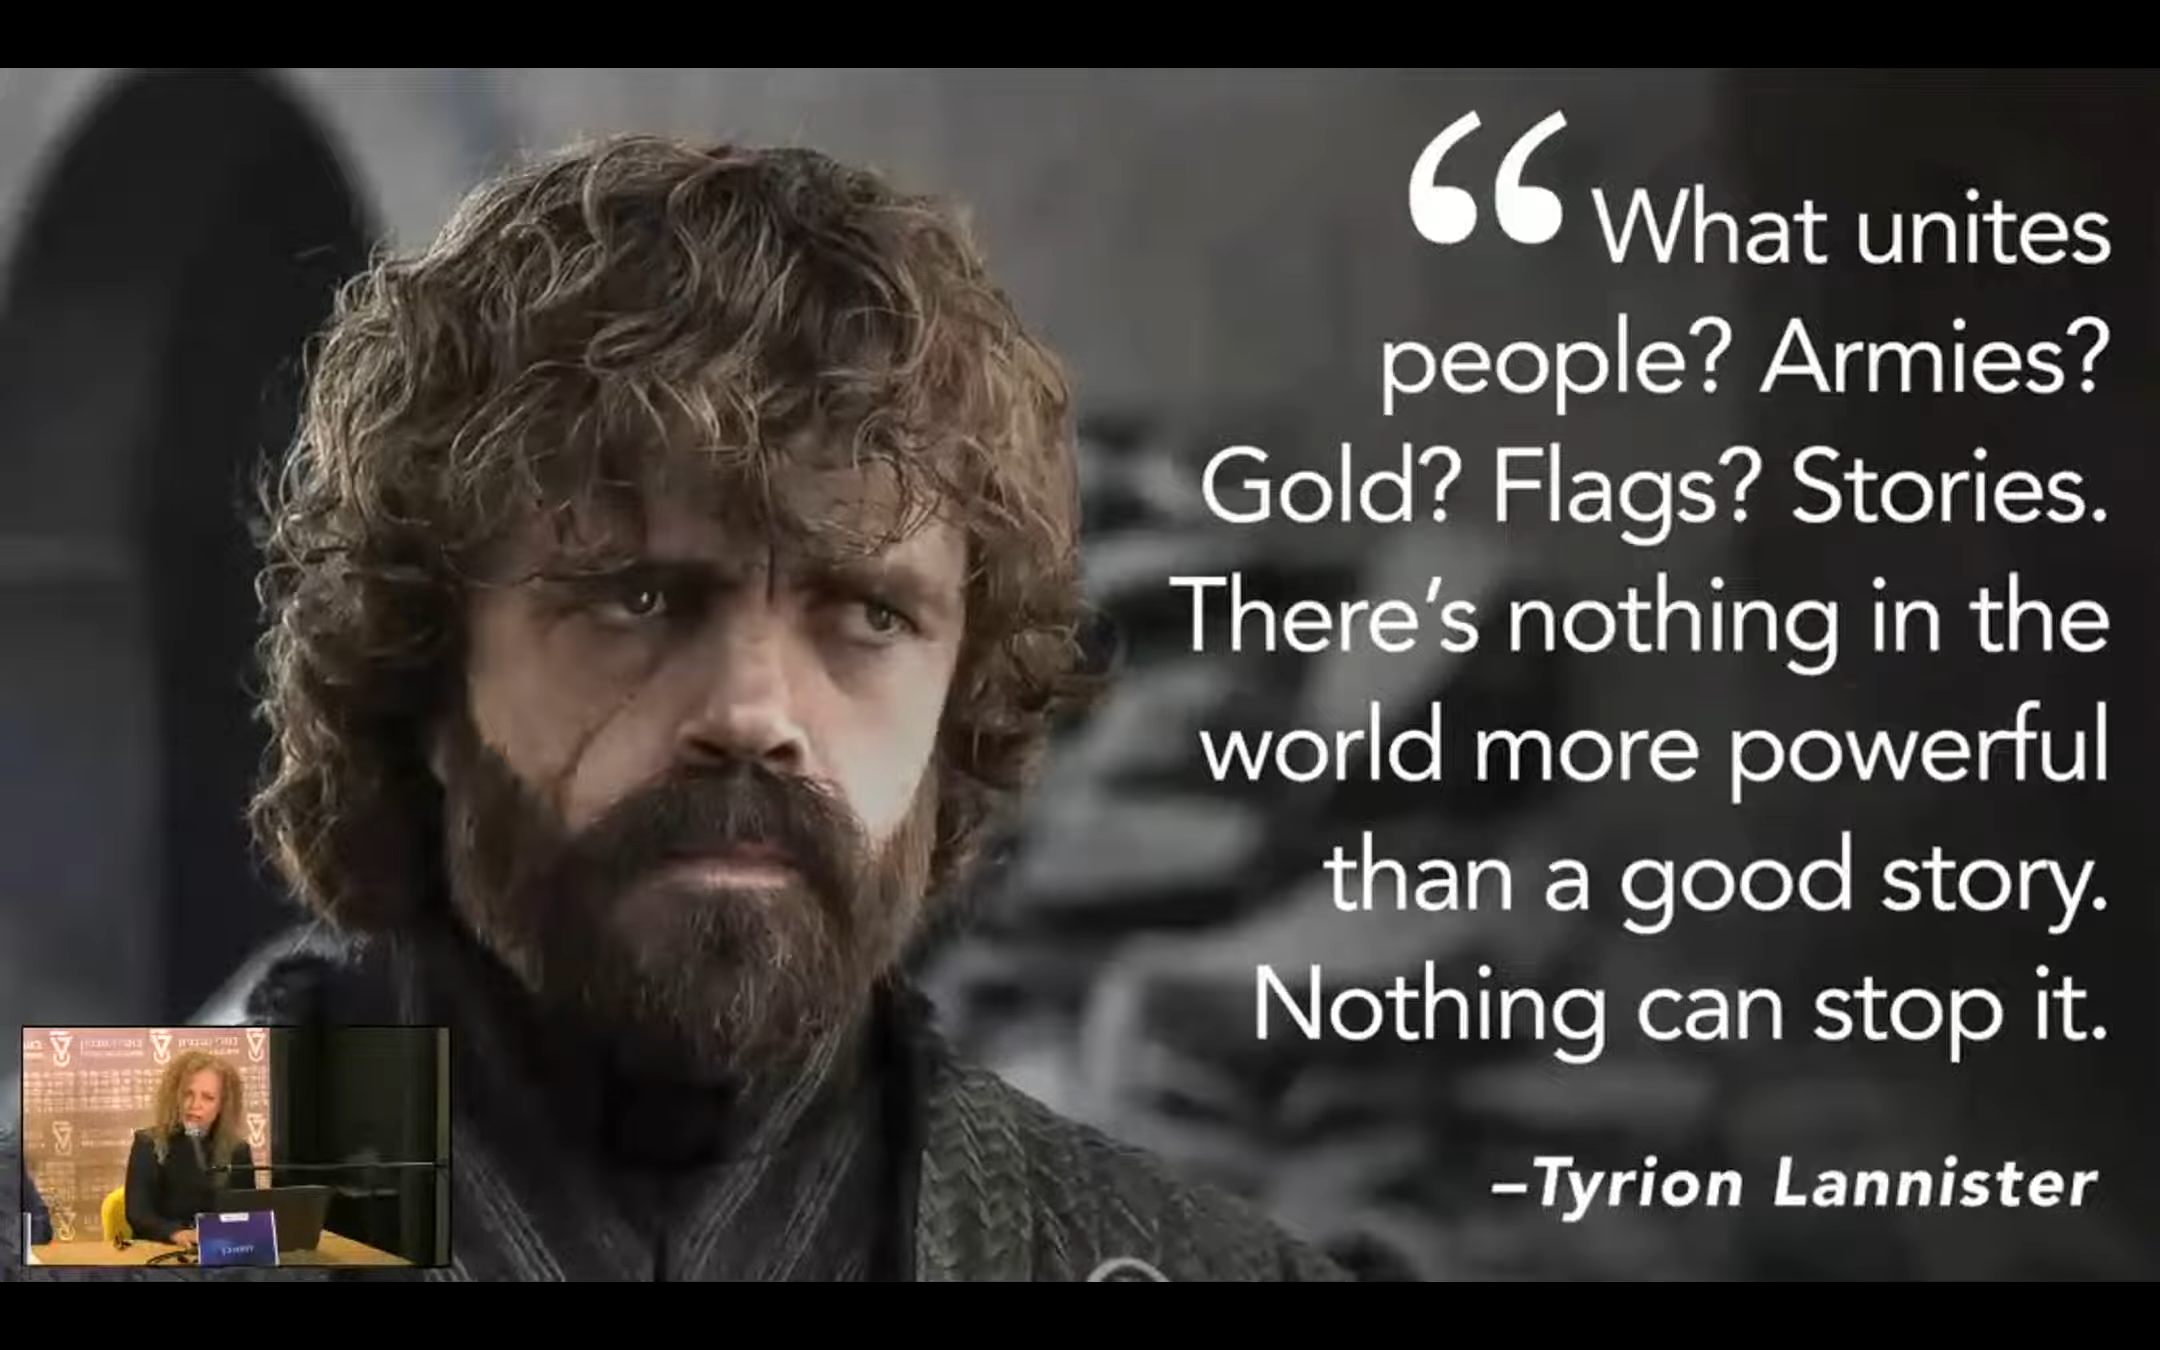 “What unites
people? Armies?
Gold? Flags? Stories.
There’s nothing in the
world more powerful
than a good story.
Nothing can stop it.
–Tyrion Lannister